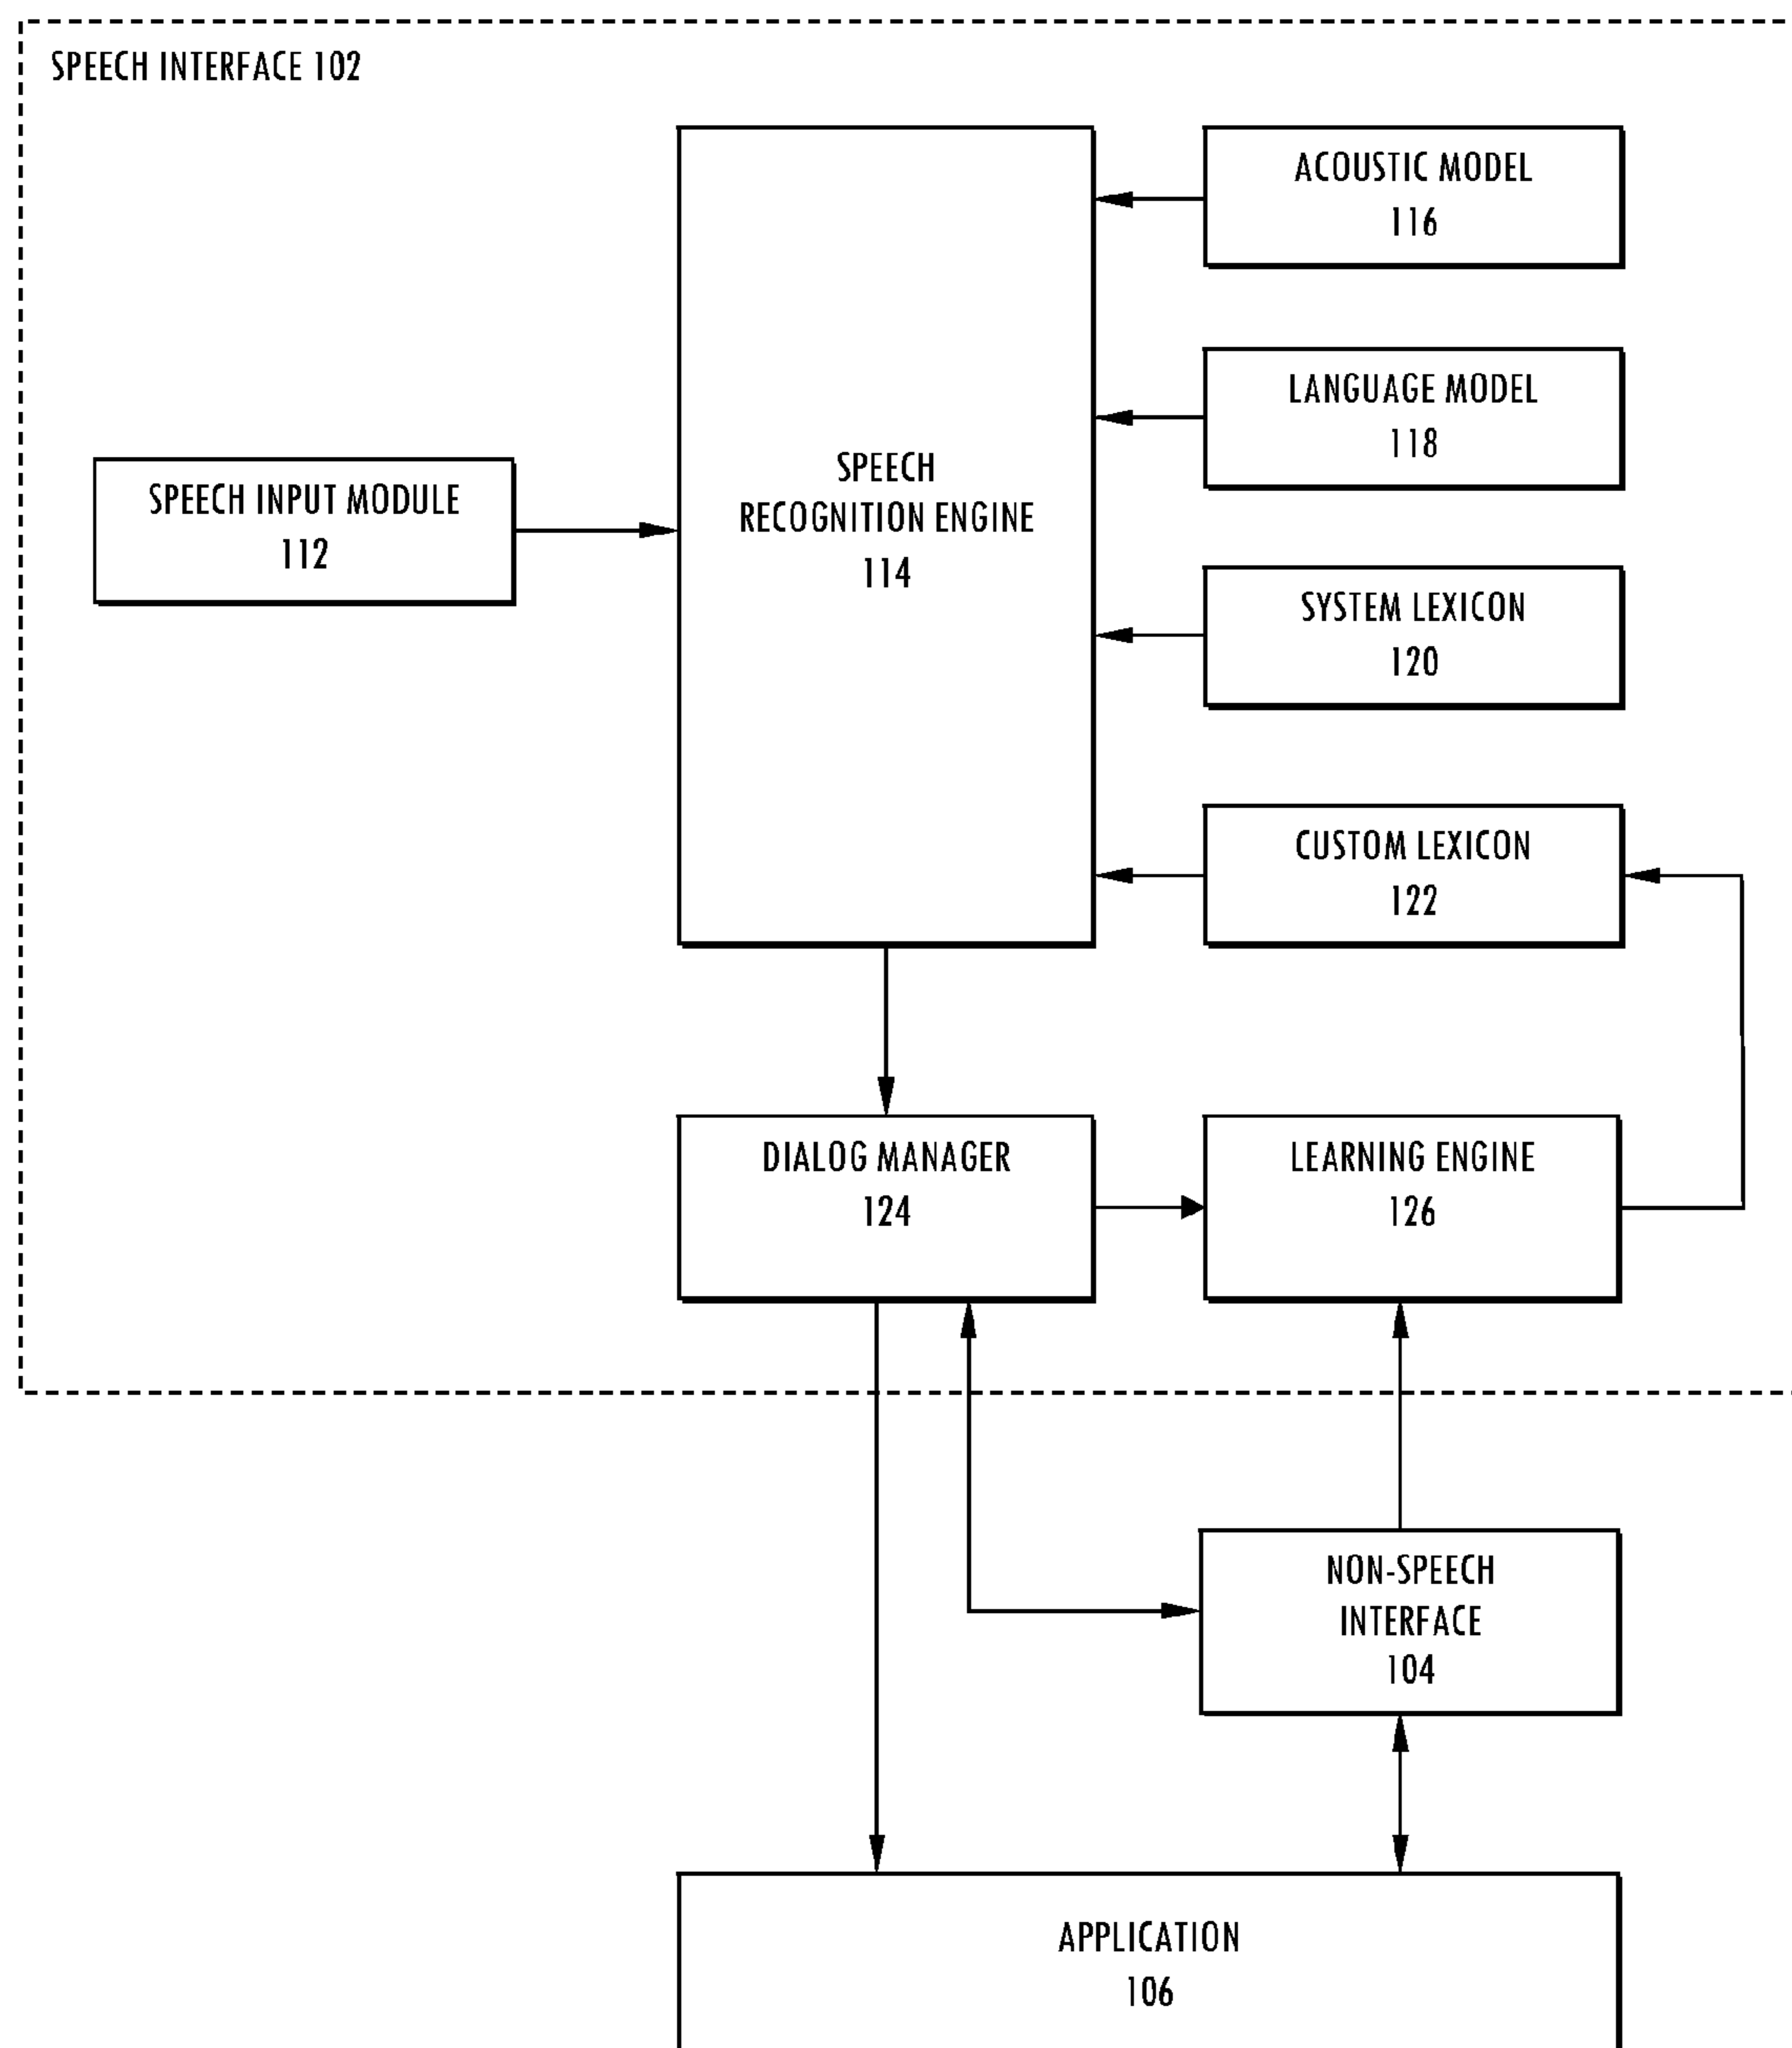 SPEECH INTERFACE 102
ACOUSTIC MODEL
116
LANGUAGE MODEL
118
SPEECH
RECOGNITION ENGINE
114
SPEECH INPUT MODULE
112
SYSTEM LEXICON
120
CUSTOM LEXICON
122
DIALOG MANAGER
124
LEARNING ENGINE
126
NON-SPEECH
INTERFACE
104
APPLICATION
106